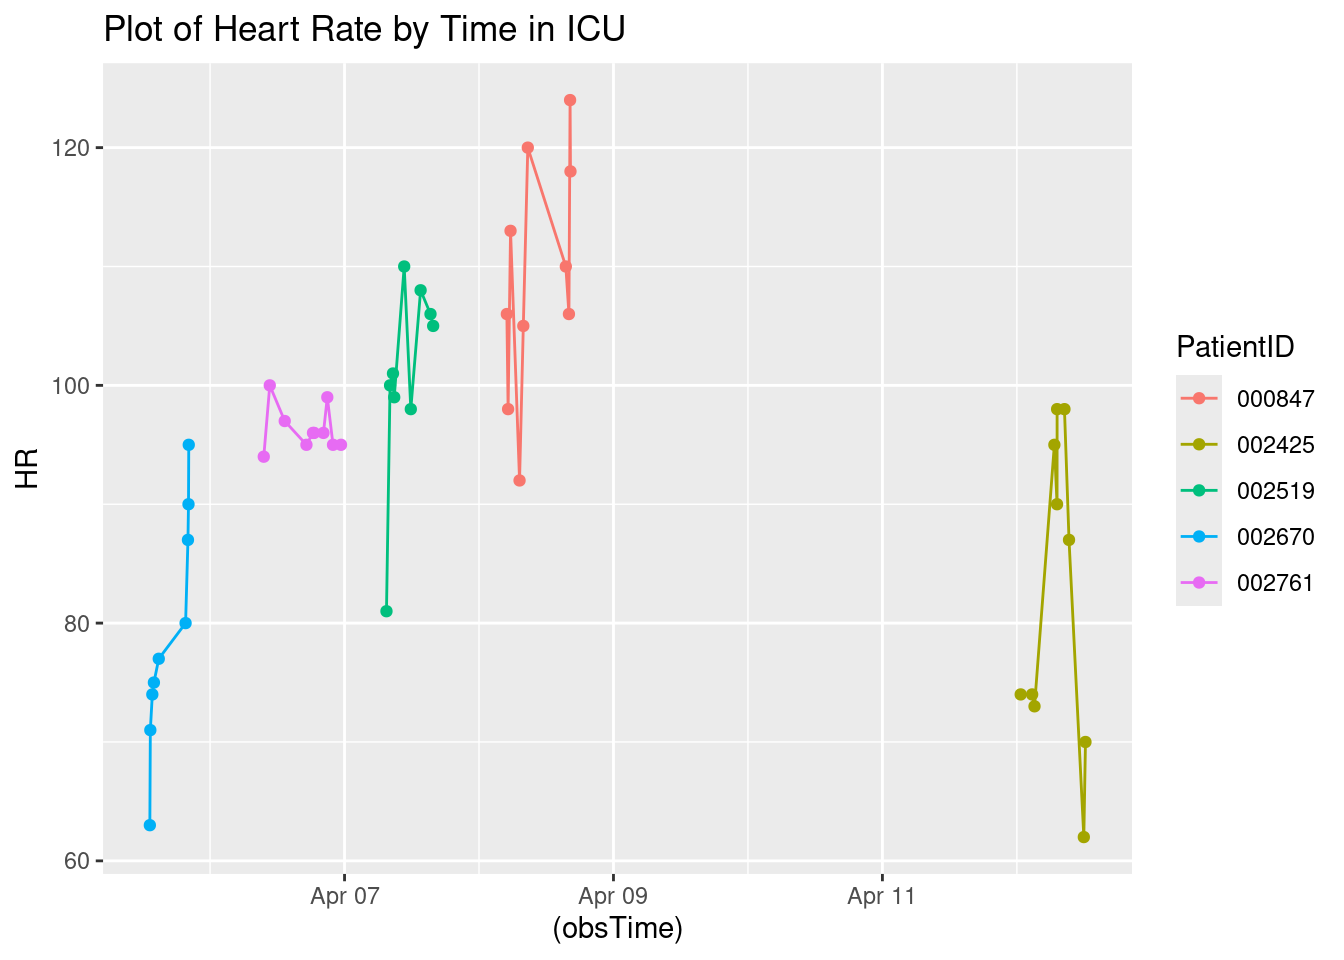 Plot of Heart Rate by Time in ICU
120
100
80
60
HR
Apr 07
Apr 09
Apr 11
(obsTime)
PatientID
000847
002425
002519
002670
002761